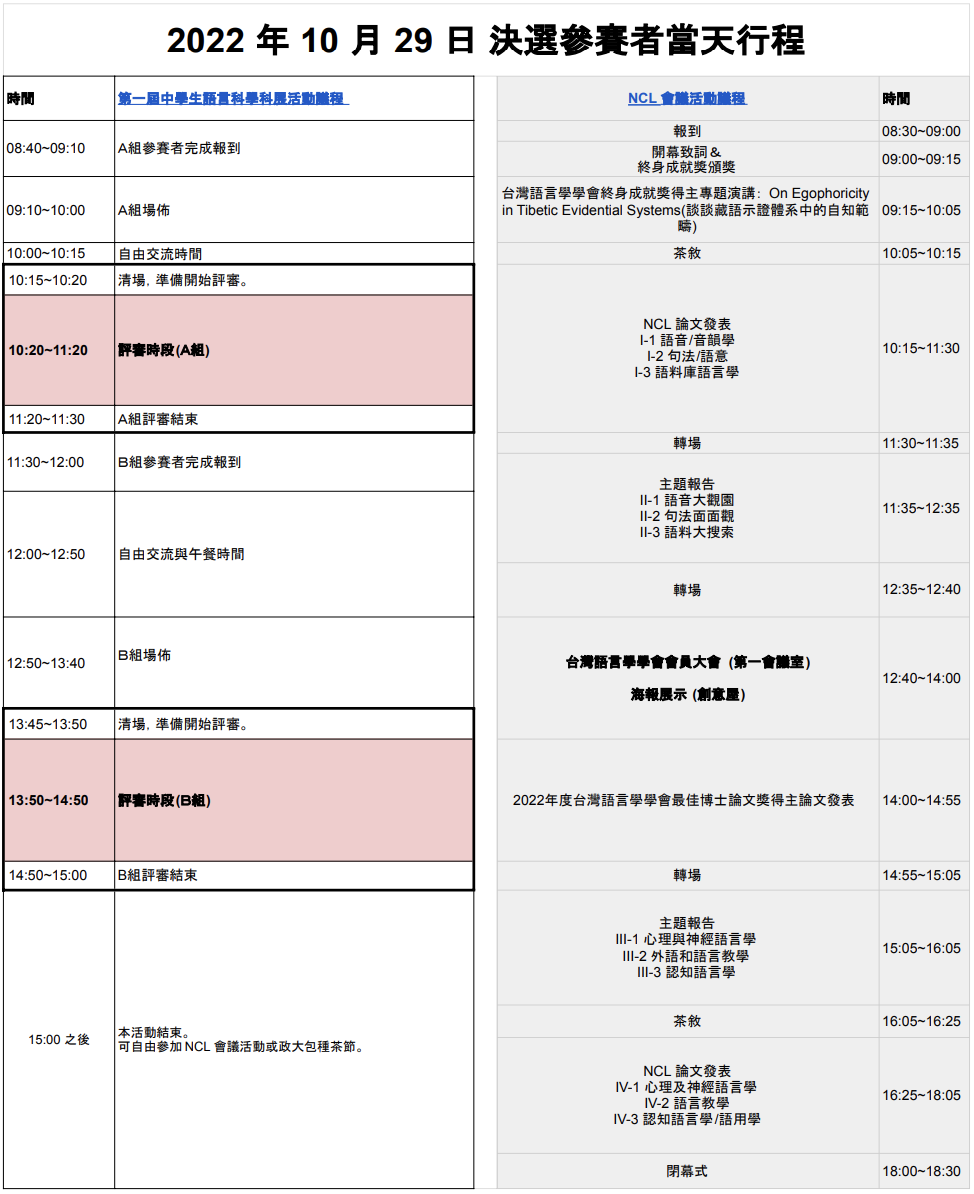 2022 年 10 月 29 日 決選參賽者當天行程
時間
第一屆中學生語言科學科展活動議程
08:40~09:10
A組參賽者完成報到
09:10~10:00
A組場佈
10:00~10:15
自由交流時間
10:15~10:20
清場，準備開始評審。
10:20~11:20
評審時段(A組)
11:20~11:30
A組評審結束
11:30~12:00
B組參賽者完成報到
12:00~12:50
自由交流與午餐時間
12:50~13:40
B組場佈
13:45~13:50
清場，準備開始評審。
13:50~14:50
評審時段(B組)
14:50~15:00
B組評審結束
15:00 之後
本活動結束。
可自由參加 NCL 會議活動或政大包種茶節。
NCL 會議活動議程
時間
報到
08:30~09:00
開幕致詞＆
終身成就獎頒獎
09:00~09:15
台灣語言學學會終身成就獎得主專題演講：On Egophoricity
in Tibetic Evidential Systems(談談藏語示證體系中的自知範
疇)
09:15~10:05
茶敘
10:05~10:15
NCL 論文發表
I-1 語音/音韻學
I-2 句法/語意
I-3 語料庫語言學
10:15~11:30
轉場
11:30~11:35
主題報告
II-1 語音大觀園
II-2 句法面面觀
II-3 語料大搜索
11:35~12:35
轉場
12:35~12:40
台灣語言學學會會員大會 (第一會議室)
海報展示 (創意屋)
12:40~14:00
2022年度台灣語言學學會最佳博士論文獎得主論文發表
14:00~14:55
轉場
14:55~15:05
主題報告
III-1 心理與神經語言學
III-2 外語和語言教學
III-3 認知語言學
15:05~16:05
茶敘
16:05~16:25
NCL 論文發表
IV-1 心理及神經語言學
IV-2 語言教學
IV-3 認知語言學/語用學
16:25~18:05
閉幕式
18:00~18:30